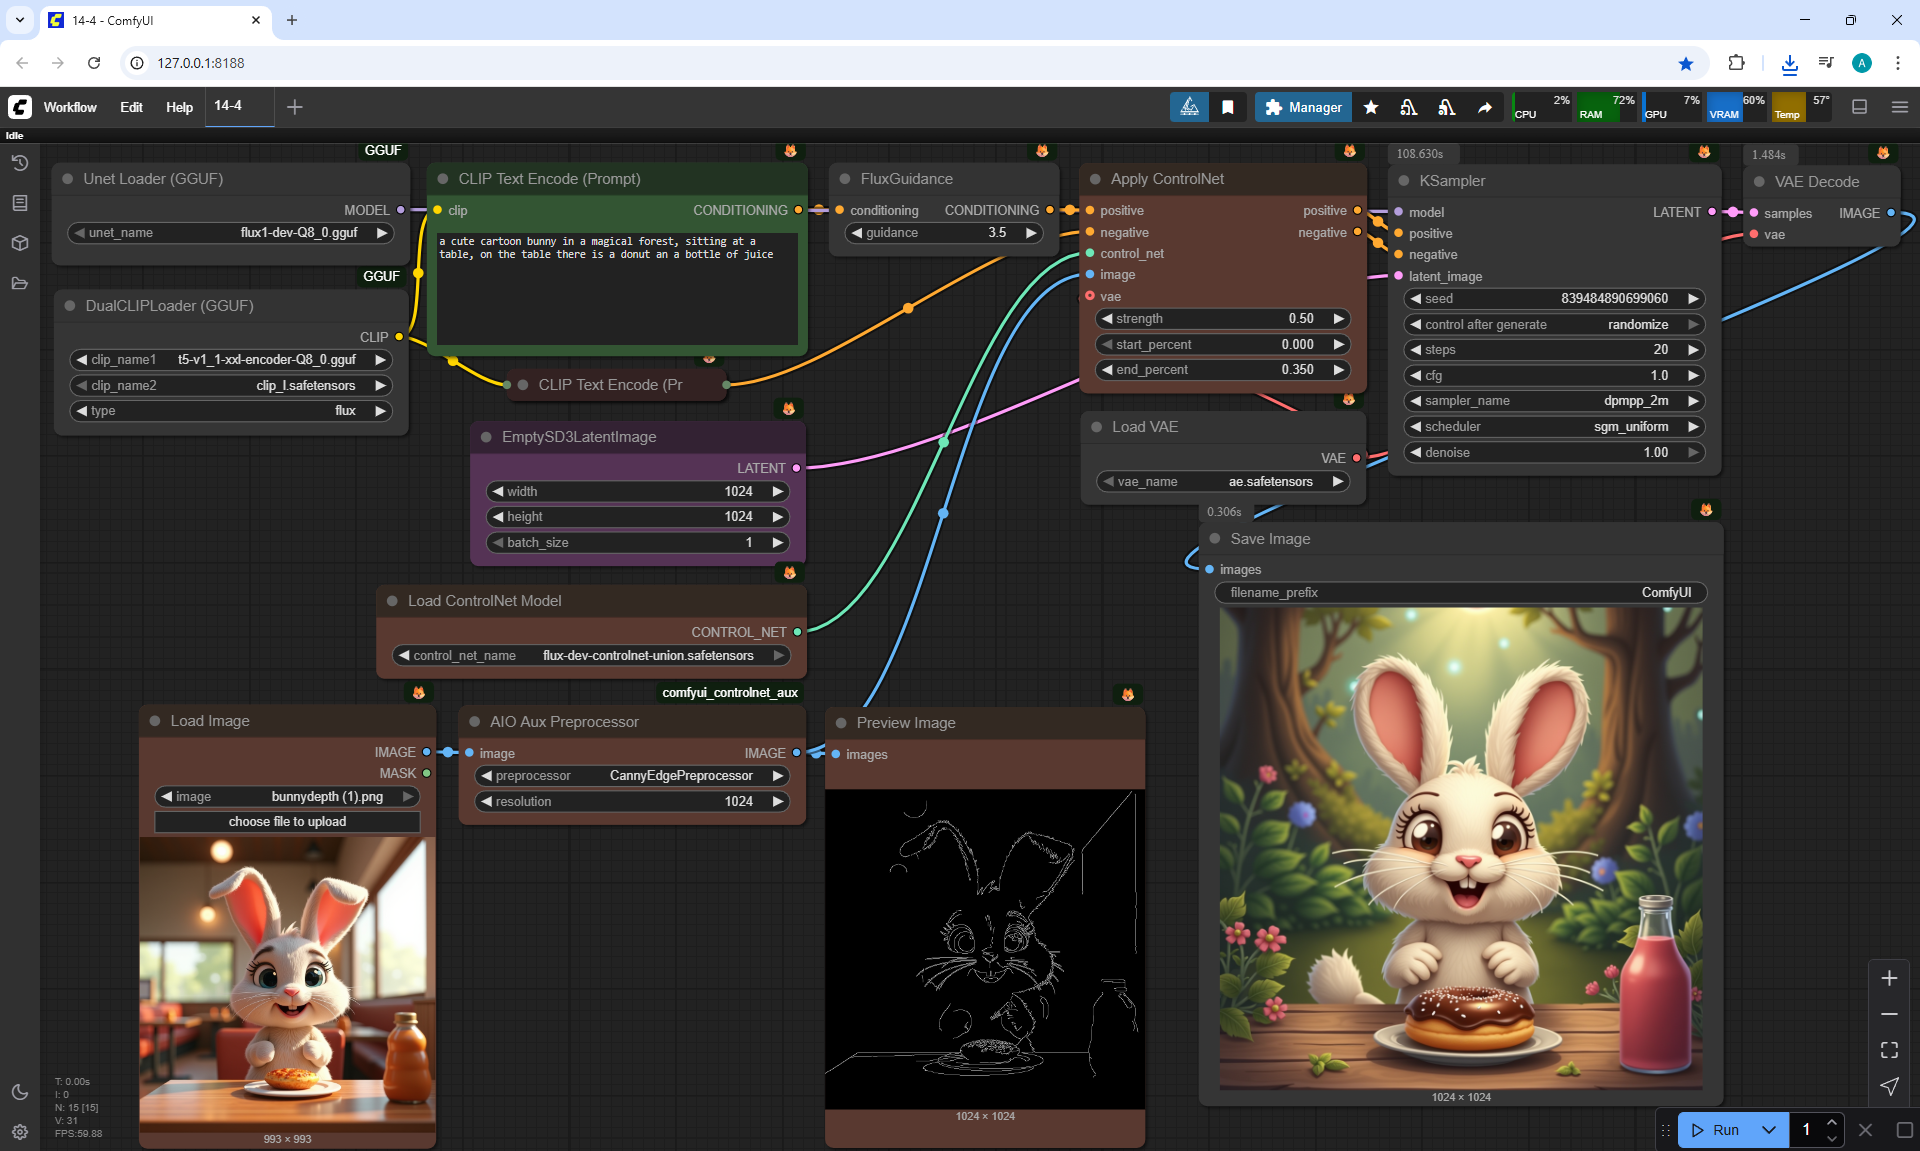 14-4 - ComfyUI
127.0.0.1:8188
A
Workflow Edit Help 14-4
Manager
CPU 2% RAM 72% GPU 7% VRAM 60% Temp 57°
Idle
GGUF
Unet Loader (GGUF)
MODEL
unet_name flux1-dev-Q8_0.gguf
GGUF
DualCLIPLoader (GGUF)
CLIP
clip_name1 t5-v1_1-xxl-encoder-Q8_0.gguf
clip_name2 clip_l.safetensors
type flux
CLIP Text Encode (Prompt)
clip CONDITIONING
a cute cartoon bunny in a magical forest, sitting at a
table, on the table there is a donut an a bottle of juice
CLIP Text Encode (Pr
FluxGuidance
conditioning CONDITIONING
guidance 3.5
Apply ControlNet
positive positive
negative negative
control_net
image
vae
strength 0.50
start_percent 0.000
end_percent 0.350
108.630s
KSampler
model LATENT
positive
negative
latent_image
seed 839484890699060
control after generate randomize
steps 20
cfg 1.0
sampler_name dpmpp_2m
scheduler sgm_uniform
denoise 1.00
1.484s
VAE Decode
samples IMAGE
vae
EmptySD3LatentImage
LATENT
width 1024
height 1024
batch_size 1
Load VAE
VAE
vae_name ae.safetensors
Load ControlNet Model
CONTROL_NET
control_net_name flux-dev-controlnet-union.safetensors
0.306s
Save Image
images
filename_prefix ComfyUI
1024 × 1024
Load Image
IMAGE
MASK
image bunnydepth (1).png
choose file to upload
993 × 993
comfyui_controlnet_aux
AIO Aux Preprocessor
image IMAGE
preprocessor CannyEdgePreprocessor
resolution 1024
Preview Image
images
1024 × 1024
T: 0.00s
I: 0
N: 15 [15]
V: 31
FPS:59.88
Run 1